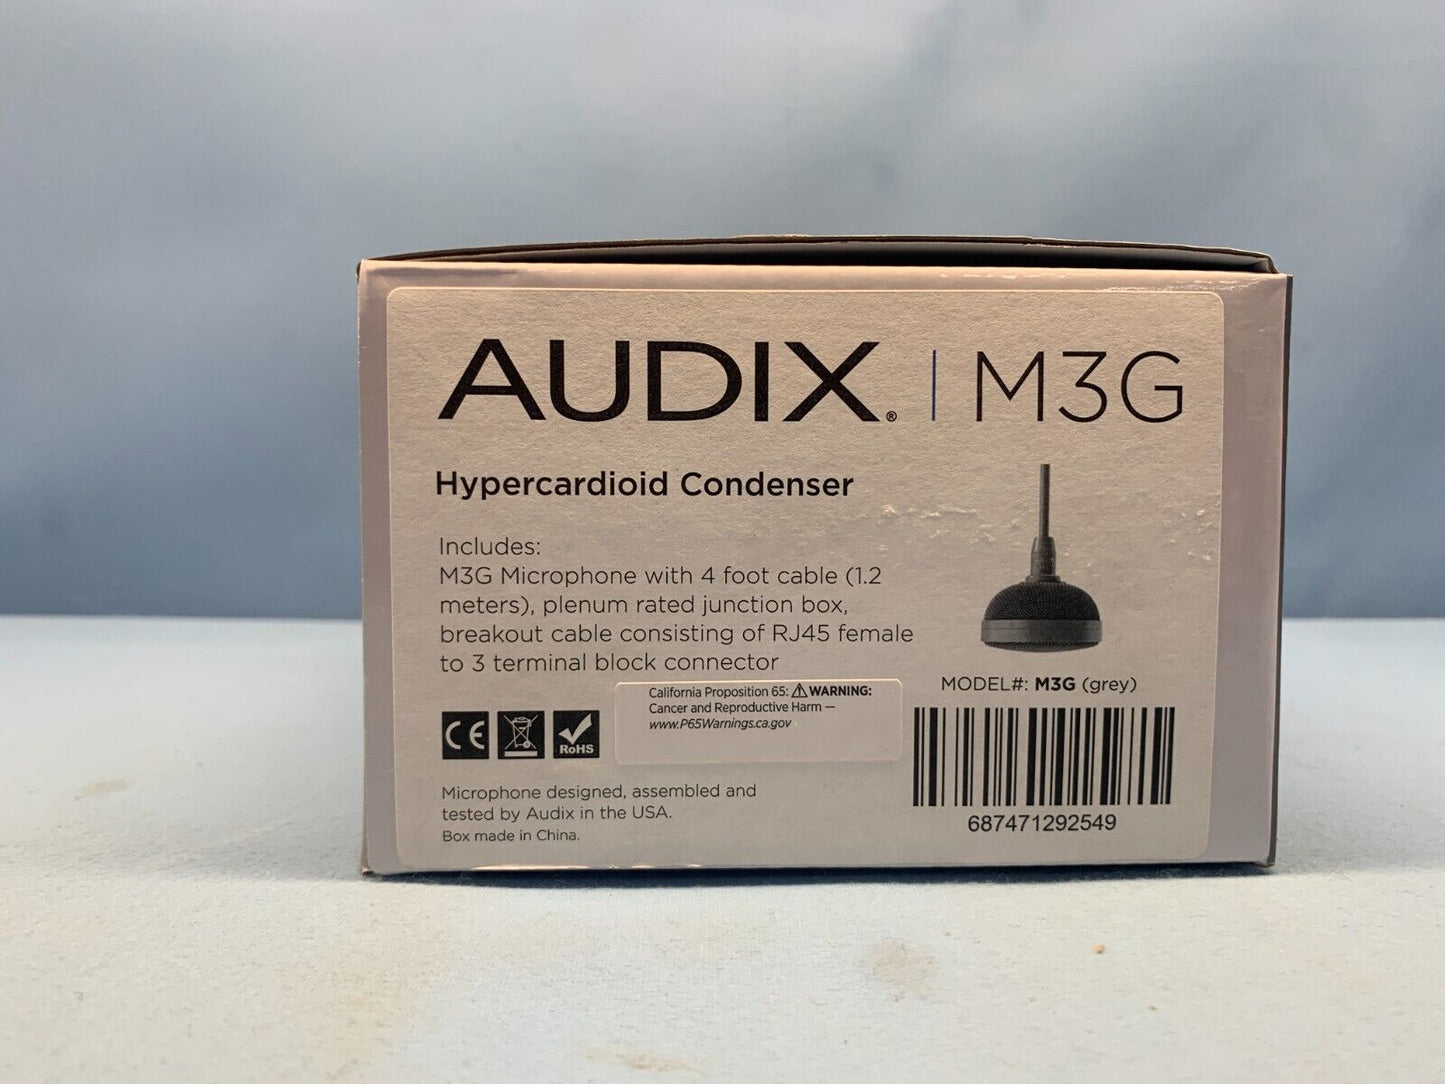 AUDIX® | M3G
Hypercardioid Condenser
Includes:
M3G Microphone with 4 foot cable (1.2
meters), plenum rated junction box,
breakout cable consisting of RJ45 female
to 3 terminal block connector
MODEL#: M3G (grey)
California Proposition 65: ⚠WARNING:
Cancer and Reproductive Harm —
www.P65Warnings.ca.gov
CE
RoHS
Microphone designed, assembled and
tested by Audix in the USA.
Box made in China.
687471292549